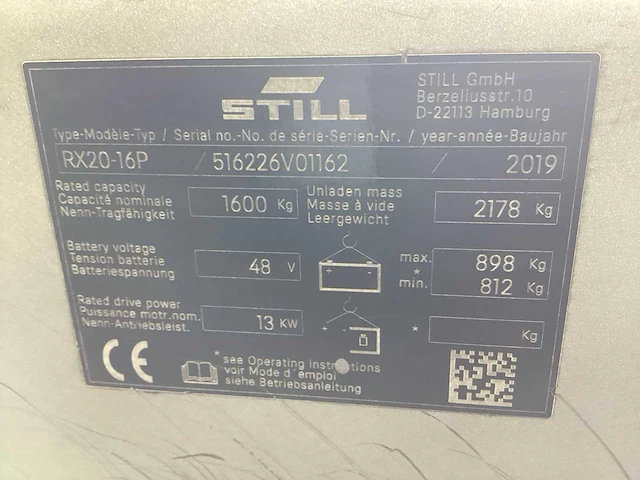 STILL
STILL GmbH
Berzeliusstr.10
D-22113 Hamburg
Type-Modèle-Typ / Serial no.-No. de série-Serien-Nr. / year-année-Baujahr
RX20-16P / 516226V01162 / 2019
Rated capacity
Capacité nominale
Nenn-Tragfähigkeit
1600 Kg
Unladen mass
Masse à vide
Leergewicht
2178 Kg
Battery voltage
Tension batterie
Batteriespannung
48 V
- +
max. 898 Kg
*
min. 812 Kg
Rated drive power
Puissance motr.nom.
Nenn-Antriebsleist.
13 KW
+ -
* Kg
CE
* see Operating instructions
voir Mode d'emploi
siehe Betriebsanleitung